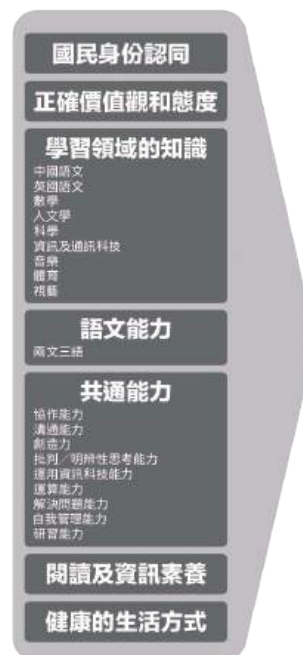 國民身份認同
正確價值觀和態度
學習領域的知識
中國語文
英國語文
數學
人文學
科學
資訊及通訊科技
音樂
體育
視藝
語文能力
兩文三語
共通能力
協作能力
溝通能力
創造力
批判/明辨性思考能力
運用資訊科技能力
運算能力
解決問題能力
自我管理能力
研習能力
閱讀及資訊素養
健康的生活方式